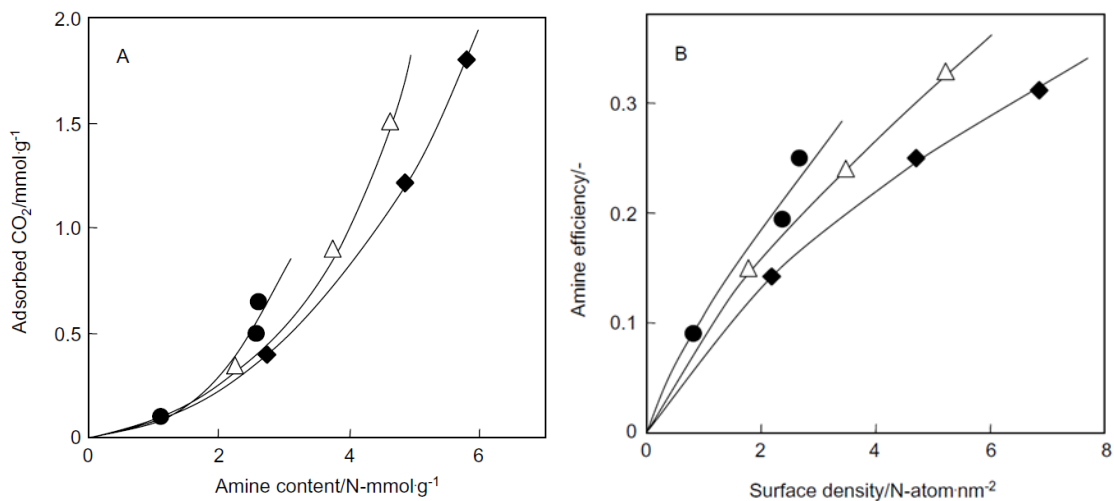 A
2.0
1.5
1.0
0.5
0
0 2 4 6
Adsorbed CO₂/mmol·g⁻¹
Amine content/N-mmol·g⁻¹
B
0.3
0.2
0.1
0
0 2 4 6 8
Amine efficiency/-
Surface density/N-atom·nm⁻²